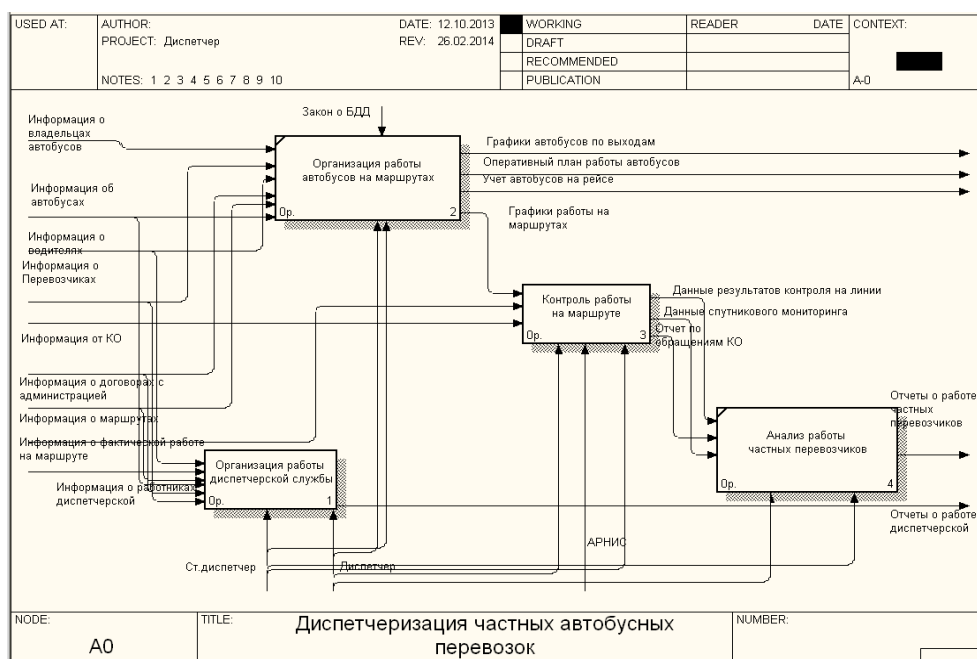 USED AT:
AUTHOR:
DATE: 12.10.2013
WORKING
READER
DATE
CONTEXT:
PROJECT: Диспетчер
REV: 26.02.2014
DRAFT
RECOMMENDED
NOTES: 1 2 3 4 5 6 7 8 9 10
PUBLICATION
A-0
Закон о БДД
Информация о
владельцах
автобусов
Организация работы
автобусов на маршрутах
0р.
2
Графики автобусов по выходам
Оперативный план работы автобусов
Учет автобусов на рейсе
Графики работы на
маршрутах
Информация об
автобусах
Информация о
водителях
Информация о
Перевозчиках
Контроль работы
на маршруте
0р.
3
Данные результатов контроля на линии
Данные спутникового мониторинга
Отчет по
обращениям КО
Информация от КО
Информация о договорах с
администрацией
Информация о маршрутах
Информация о фактической работе
на маршруте
Отчеты о работе
частных
перевозчиков
Анализ работы
частных перевозчиков
0р.
4
Организация работы
диспетчерской службы
0р.
1
Информация о работниках
диспетчерской
Отчеты о работе
диспетчерской
АРНИС
Ст.диспетчер
Диспетчер
NODE:
TITLE:
NUMBER:
A0
Диспетчеризация частных автобусных
перевозок